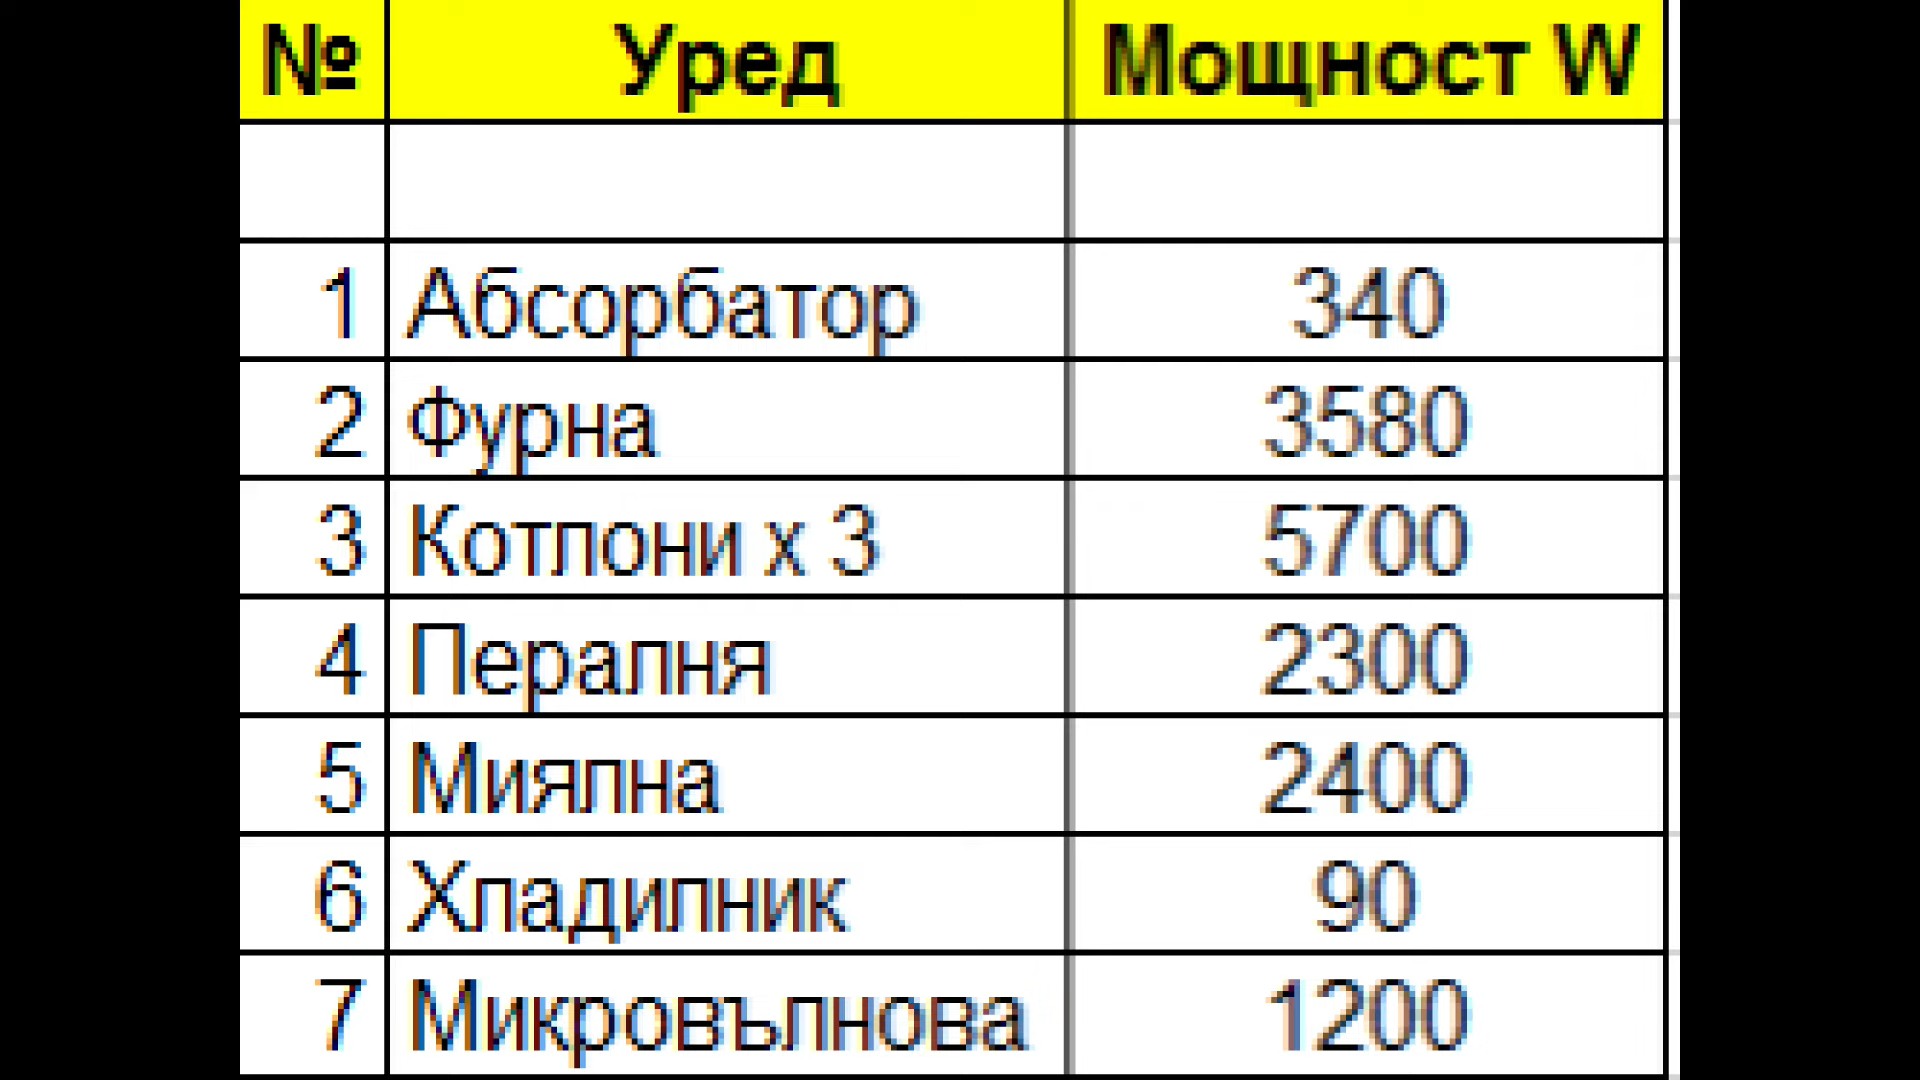 № Уред Мощност W
1 Абсорбатор 340
2 Фурна 3580
3 Котлони x 3 5700
4 Пералня 2300
5 Миялна 2400
6 Хладилник 90
7 Микровълнова 1200